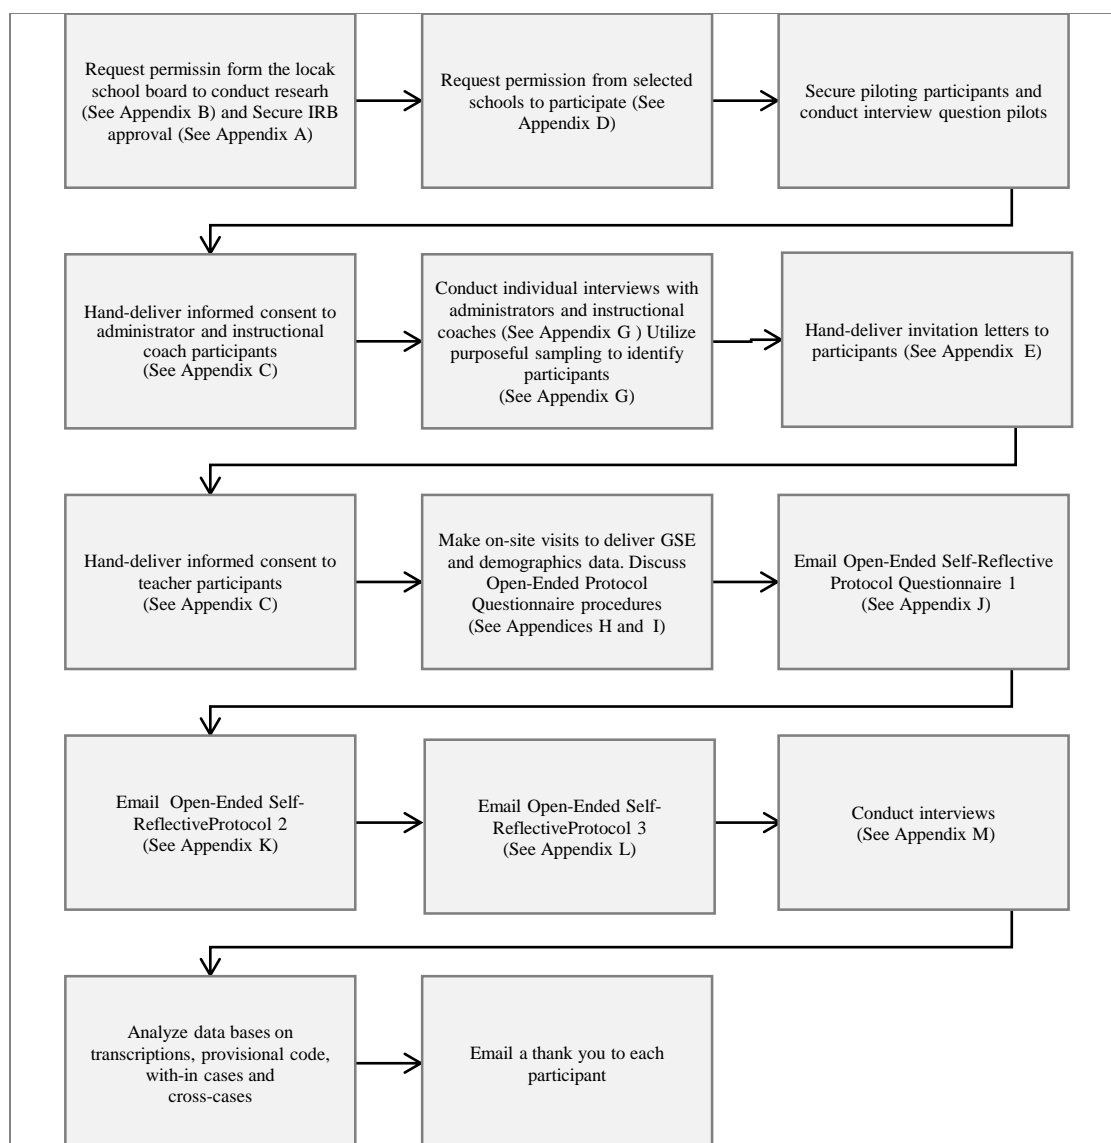 Request permissin form the locak
school board to conduct researh
(See Appendix B) and Secure IRB
approval (See Appendix A)
Request permission from selected
schools to participate (See
Appendix D)
Secure piloting participants and
conduct interview question pilots
Hand-deliver informed consent to
administrator and instructional
coach participants
(See Appendix C)
Conduct individual interviews with
administrators and instructional
coaches (See Appendix G ) Utilize
purposeful sampling to identify
participants
(See Appendix G)
Hand-deliver invitation letters to
participants (See Appendix E)
Hand-deliver informed consent to
teacher participants
(See Appendix C)
Make on-site visits to deliver GSE
and demographics data. Discuss
Open-Ended Protocol
Questionnaire procedures
(See Appendices H and I)
Email Open-Ended Self-Reflective
Protocol Questionnaire 1
(See Appendix J)
Email Open-Ended Self-
ReflectiveProtocol 2
(See Appendix K)
Email Open-Ended Self-
ReflectiveProtocol 3
(See Appendix L)
Conduct interviews
(See Appendix M)
Analyze data bases on
transcriptions, provisional code,
with-in cases and
cross-cases
Email a thank you to each
participant